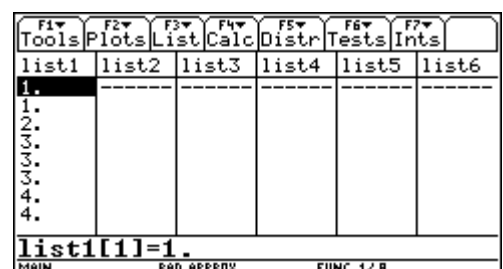 F1 F2 F3 F4 F5 F6 F7
Tools Plots List Calc Distr Tests Ints
list1 list2 list3 list4 list5 list6
1. ------ ------ ------ ------ ------
1.
2.
3.
3.
3.
4.
4.
list1[1]=1.
MAIN RAD APPROX FUNC 1/8